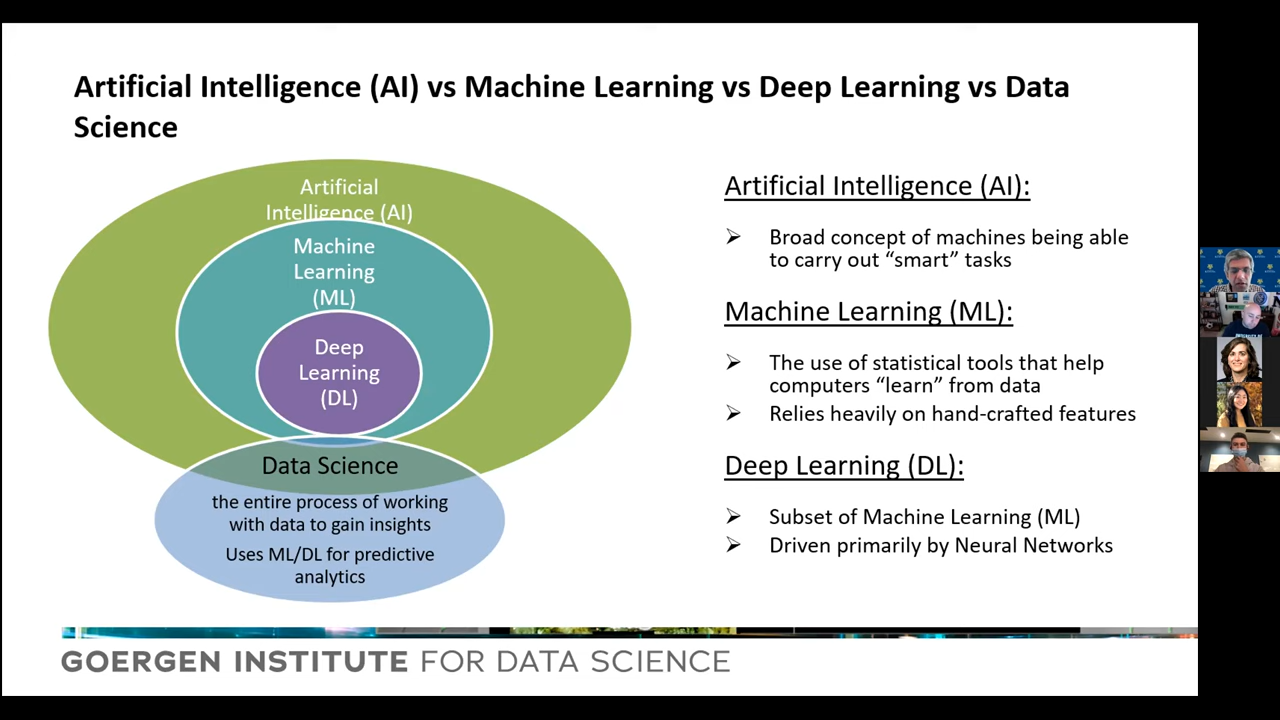 Artificial Intelligence (AI) vs Machine Learning vs Deep Learning vs Data
Science
Artificial
Intelligence (AI)
Machine
Learning
(ML)
Deep
Learning
(DL)
Data Science
the entire process of working
with data to gain insights
Uses ML/DL for predictive
analytics
Artificial Intelligence (AI):
➢ Broad concept of machines being able
to carry out “smart” tasks
Machine Learning (ML):
➢ The use of statistical tools that help
computers “learn” from data
➢ Relies heavily on hand-crafted features
Deep Learning (DL):
➢ Subset of Machine Learning (ML)
➢ Driven primarily by Neural Networks
GOERGEN INSTITUTE FOR DATA SCIENCE